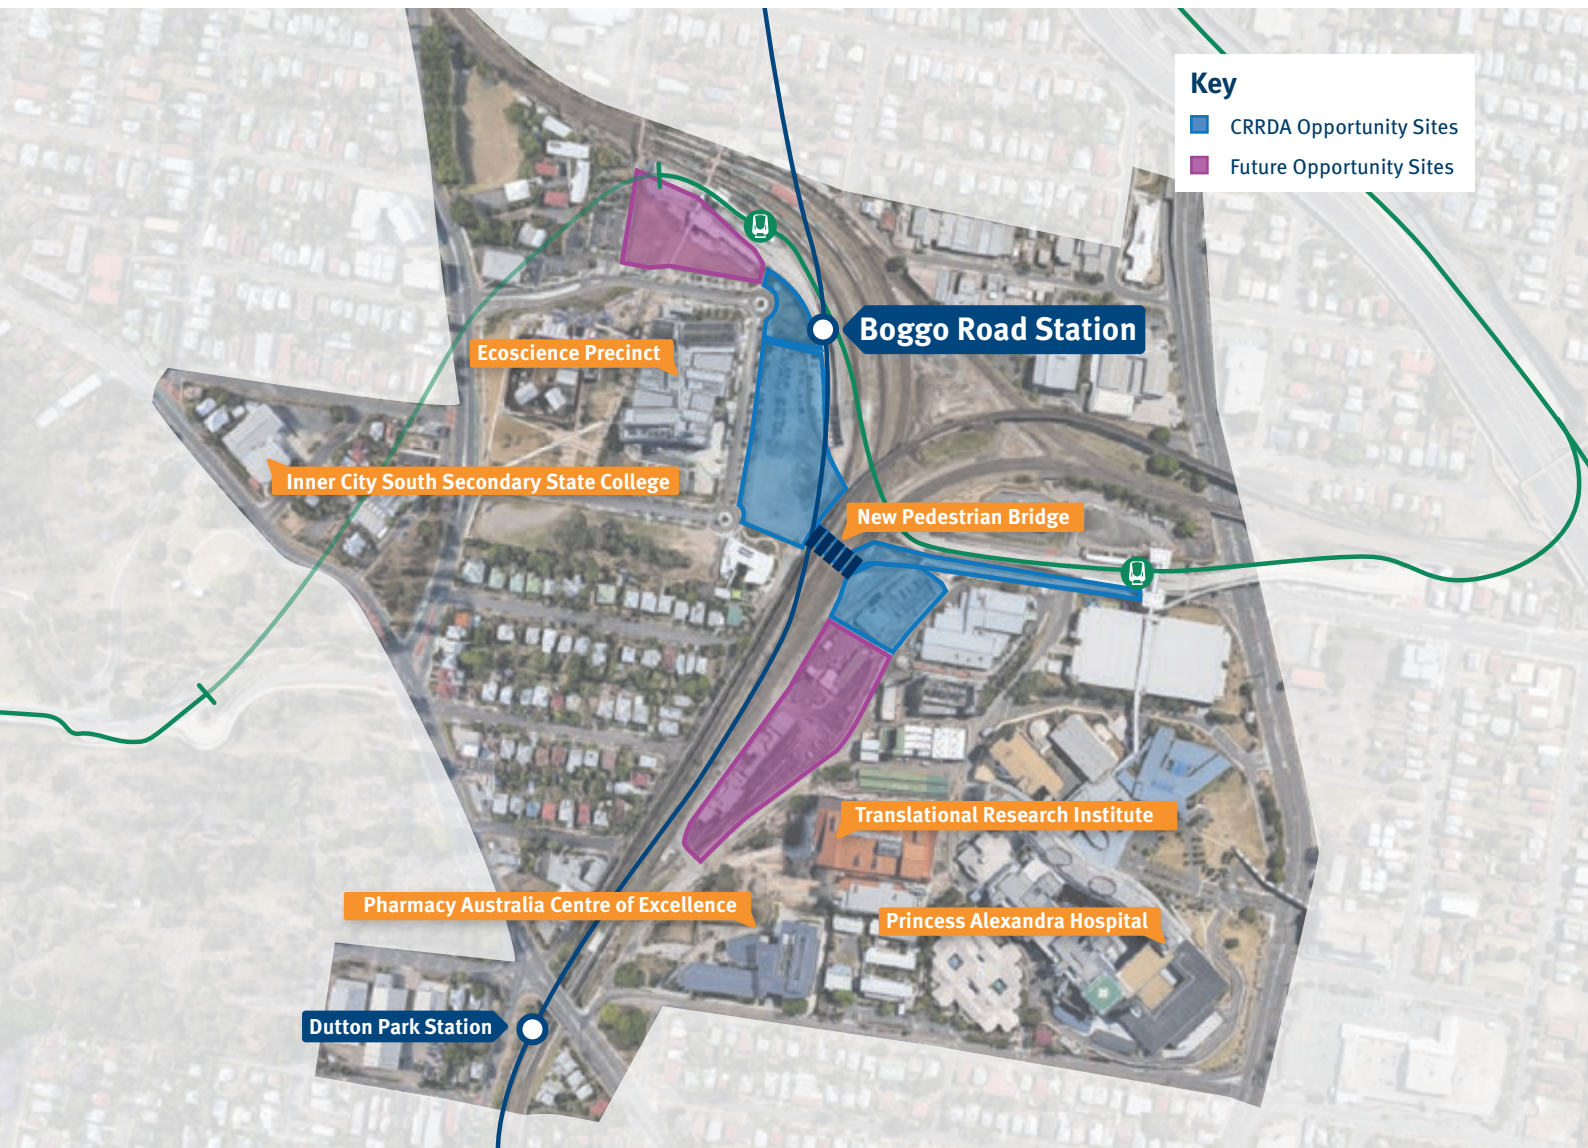 Key
CRRDA Opportunity Sites
Future Opportunity Sites
Boggo Road Station
Ecoscience Precinct
Inner City South Secondary State College
New Pedestrian Bridge
Translational Research Institute
Pharmacy Australia Centre of Excellence
Princess Alexandra Hospital
Dutton Park Station